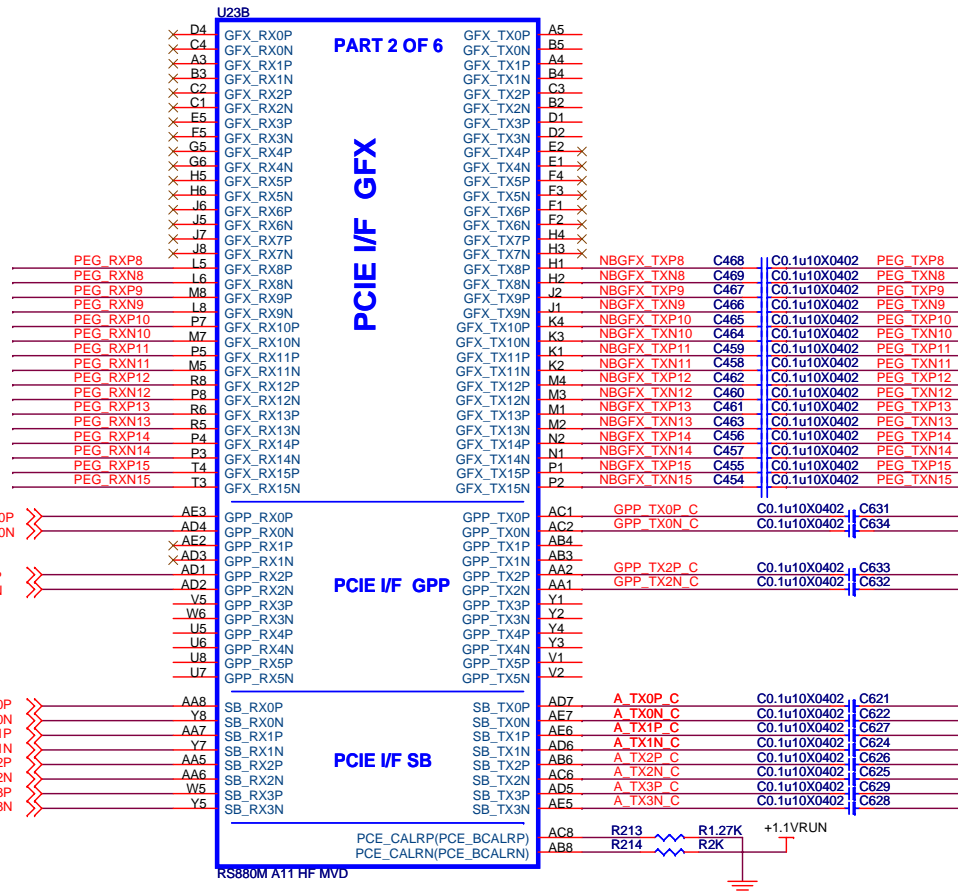 U23B
PART 2 OF 6
PCIE I/F GFX
D4 GFX_RX0P GFX_TX0P A5
C4 GFX_RX0N GFX_TX0N B5
A3 GFX_RX1P GFX_TX1P A4
B3 GFX_RX1N GFX_TX1N B4
C2 GFX_RX2P GFX_TX2P C3
C1 GFX_RX2N GFX_TX2N B2
E5 GFX_RX3P GFX_TX3P D1
F5 GFX_RX3N GFX_TX3N D2
G5 GFX_RX4P GFX_TX4P E2
G6 GFX_RX4N GFX_TX4N E1
H5 GFX_RX5P GFX_TX5P F4
H6 GFX_RX5N GFX_TX5N F3
J6 GFX_RX6P GFX_TX6P F1
J5 GFX_RX6N GFX_TX6N F2
J7 GFX_RX7P GFX_TX7P H4
J8 GFX_RX7N GFX_TX7N H3
PEG_RXP8 L5 GFX_RX8P GFX_TX8P H1 NBGFX_TXP8 C468 C0.1u10X0402 PEG_TXP8
PEG_RXN8 L6 GFX_RX8N GFX_TX8N H2 NBGFX_TXN8 C469 C0.1u10X0402 PEG_TXN8
PEG_RXP9 M8 GFX_RX9P GFX_TX9P J2 NBGFX_TXP9 C467 C0.1u10X0402 PEG_TXP9
PEG_RXN9 L8 GFX_RX9N GFX_TX9N J1 NBGFX_TXN9 C466 C0.1u10X0402 PEG_TXN9
PEG_RXP10 P7 GFX_RX10P GFX_TX10P K4 NBGFX_TXP10 C465 C0.1u10X0402 PEG_TXP10
PEG_RXN10 M7 GFX_RX10N GFX_TX10N K3 NBGFX_TXN10 C464 C0.1u10X0402 PEG_TXN10
PEG_RXP11 P5 GFX_RX11P GFX_TX11P K1 NBGFX_TXP11 C459 C0.1u10X0402 PEG_TXP11
PEG_RXN11 M5 GFX_RX11N GFX_TX11N K2 NBGFX_TXN11 C458 C0.1u10X0402 PEG_TXN11
PEG_RXP12 R8 GFX_RX12P GFX_TX12P M4 NBGFX_TXP12 C462 C0.1u10X0402 PEG_TXP12
PEG_RXN12 P8 GFX_RX12N GFX_TX12N M3 NBGFX_TXN12 C460 C0.1u10X0402 PEG_TXN12
PEG_RXP13 R6 GFX_RX13P GFX_TX13P M1 NBGFX_TXP13 C461 C0.1u10X0402 PEG_TXP13
PEG_RXN13 R5 GFX_RX13N GFX_TX13N M2 NBGFX_TXN13 C463 C0.1u10X0402 PEG_TXN13
PEG_RXP14 P4 GFX_RX14P GFX_TX14P N2 NBGFX_TXP14 C456 C0.1u10X0402 PEG_TXP14
PEG_RXN14 P3 GFX_RX14N GFX_TX14N N1 NBGFX_TXN14 C457 C0.1u10X0402 PEG_TXN14
PEG_RXP15 T4 GFX_RX15P GFX_TX15P P1 NBGFX_TXP15 C455 C0.1u10X0402 PEG_TXP15
PEG_RXN15 T3 GFX_RX15N GFX_TX15N P2 NBGFX_TXN15 C454 C0.1u10X0402 PEG_TXN15
0P AE3 GPP_RX0P GPP_TX0P AC1 GPP_TX0P_C C0.1u10X0402 C631
0N AD4 GPP_RX0N GPP_TX0N AC2 GPP_TX0N_C C0.1u10X0402 C634
AE2 GPP_RX1P GPP_TX1P AB4
AD3 GPP_RX1N GPP_TX1N AB3
AD1 GPP_RX2P GPP_TX2P AA2 GPP_TX2P_C C0.1u10X0402 C633
AD2 GPP_RX2N GPP_TX2N AA1 GPP_TX2N_C C0.1u10X0402 C632
PCIE I/F GPP
V5 GPP_RX3P GPP_TX3P Y1
W6 GPP_RX3N GPP_TX3N Y2
U5 GPP_RX4P GPP_TX4P Y4
U6 GPP_RX4N GPP_TX4N Y3
U8 GPP_RX5P GPP_TX5P V1
U7 GPP_RX5N GPP_TX5N V2
0P AA8 SB_RX0P SB_TX0P AD7 A_TX0P_C C0.1u10X0402 C621
0N Y8 SB_RX0N SB_TX0N AE7 A_TX0N_C C0.1u10X0402 C622
1P AA7 SB_RX1P SB_TX1P AE6 A_TX1P_C C0.1u10X0402 C627
1N Y7 SB_RX1N SB_TX1N AD6 A_TX1N_C C0.1u10X0402 C624
PCIE I/F SB
2P AA5 SB_RX2P SB_TX2P AB6 A_TX2P_C C0.1u10X0402 C626
2N AA6 SB_RX2N SB_TX2N AC6 A_TX2N_C C0.1u10X0402 C625
3P W5 SB_RX3P SB_TX3P AD5 A_TX3P_C C0.1u10X0402 C629
3N Y5 SB_RX3N SB_TX3N AE5 A_TX3N_C C0.1u10X0402 C628
PCE_CALRP(PCE_BCALRP) AC8 R213 R1.27K +1.1VRUN
PCE_CALRN(PCE_BCALRN) AB8 R214 R2K
RS880M A11 HF MVD